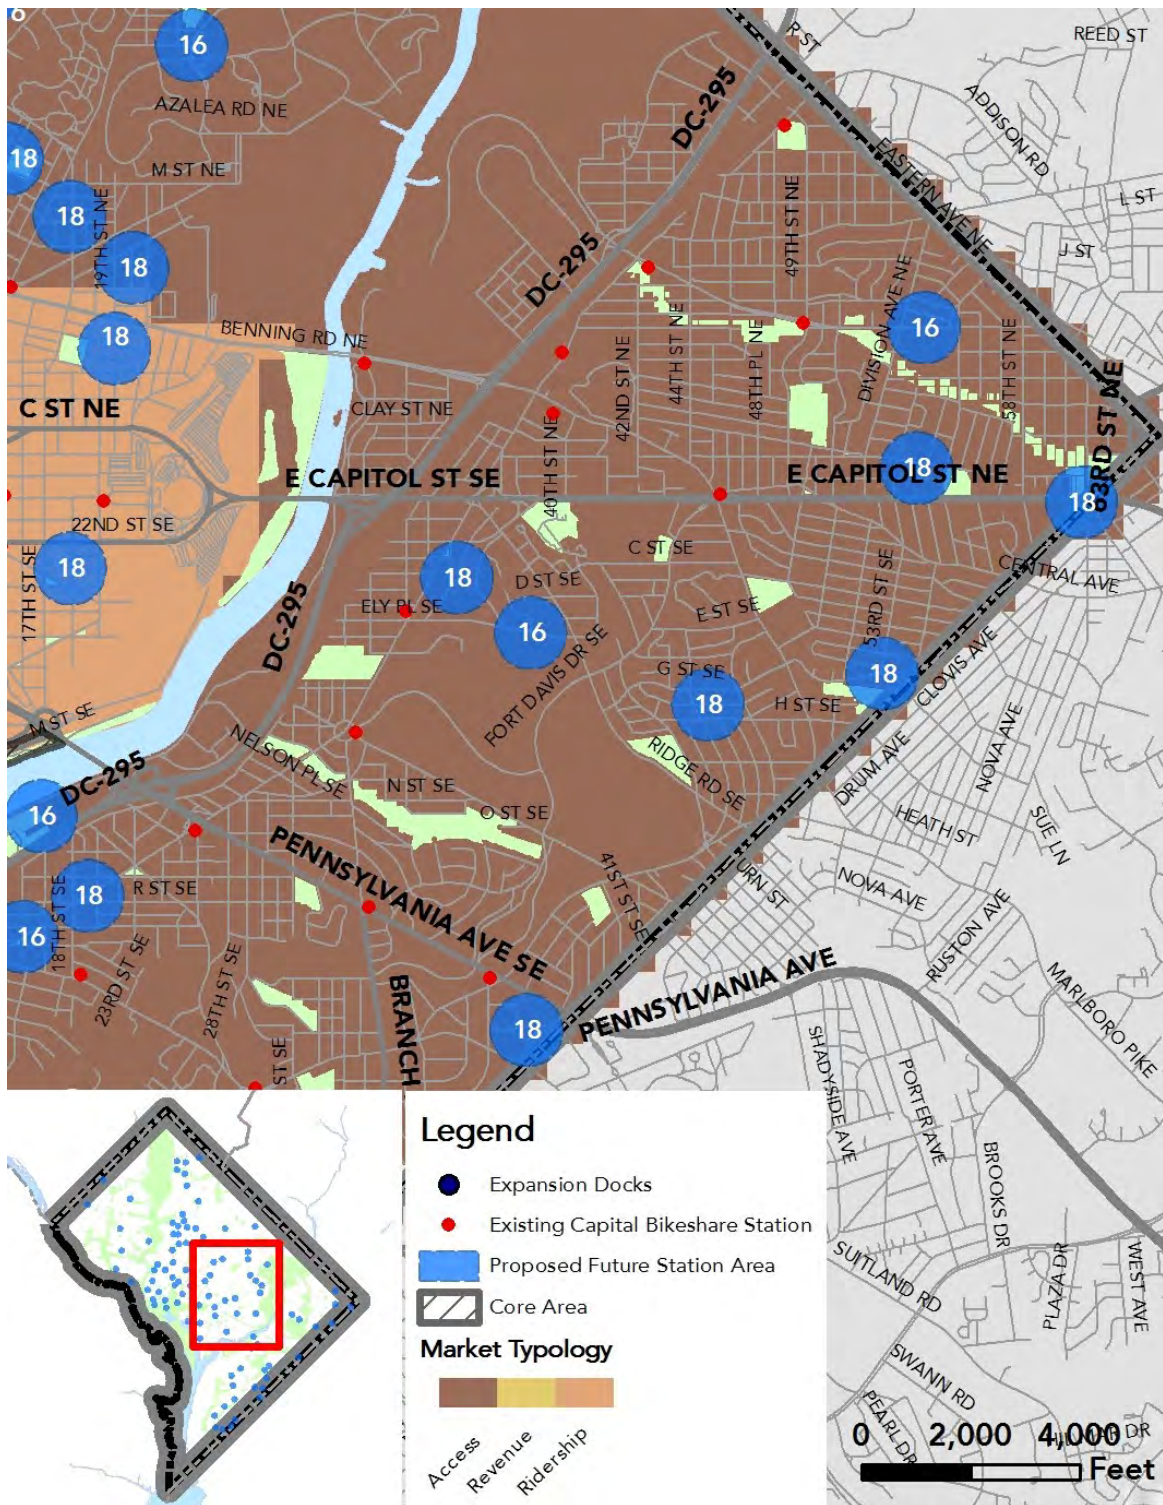 6
16
R ST
REED ST
AZALEA RD NE
DC-295
ADDISON RD
18
M ST NE
EASTERN AVE NE
L ST
18
19TH ST NE
49TH ST NE
J ST
18
DC-295
DIVISION AVE NE
18
BENNING RD NE
44TH ST NE
16
58TH ST NE
48TH PL NE
42ND ST NE
C ST NE
CLAY ST NE
63RD ST NE
40TH ST NE
E CAPITOL ST SE
E CAPITOL ST NE
18
18
22ND ST SE
C ST SE
17TH ST SE
18
18
D ST SE
53RD ST SE
CENTRAL AVE
ELY PL SE
E ST SE
DC-295
16
FORT DAVIS DR SE
G ST SE
18
CLOVIS AVE
18
H ST SE
M ST SE
NELSON PL SE
RIDGE RD SE
NOVA AVE
DRUM AVE
DC-295
N ST SE
16
O ST SE
HEATH ST
SUE LN
PENNSYLVANIA AVE SE
41ST ST SE
URN ST
NOVA AVE
18
R ST SE
18TH ST SE
16
RUSTON AVE
23RD ST SE
28TH ST SE
PENNSYLVANIA AVE
MARLBORO PIKE
18
BRANCH
ST SE
SHADYSIDE AVE
PORTER AVE
BROOKS DR
SUITLAND RD
PLAZA DR
WEST AVE
SWANN RD
PEARL DR
Legend
Expansion Docks
Existing Capital Bikeshare Station
Proposed Future Station Area
Core Area
Market Typology
Access
Revenue
Ridership
0 2,000 4,000
Feet